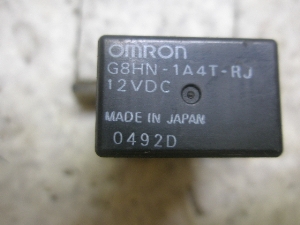 OMRON
G8HN-1A4T-RJ
12VDC
MADE IN JAPAN
0492D